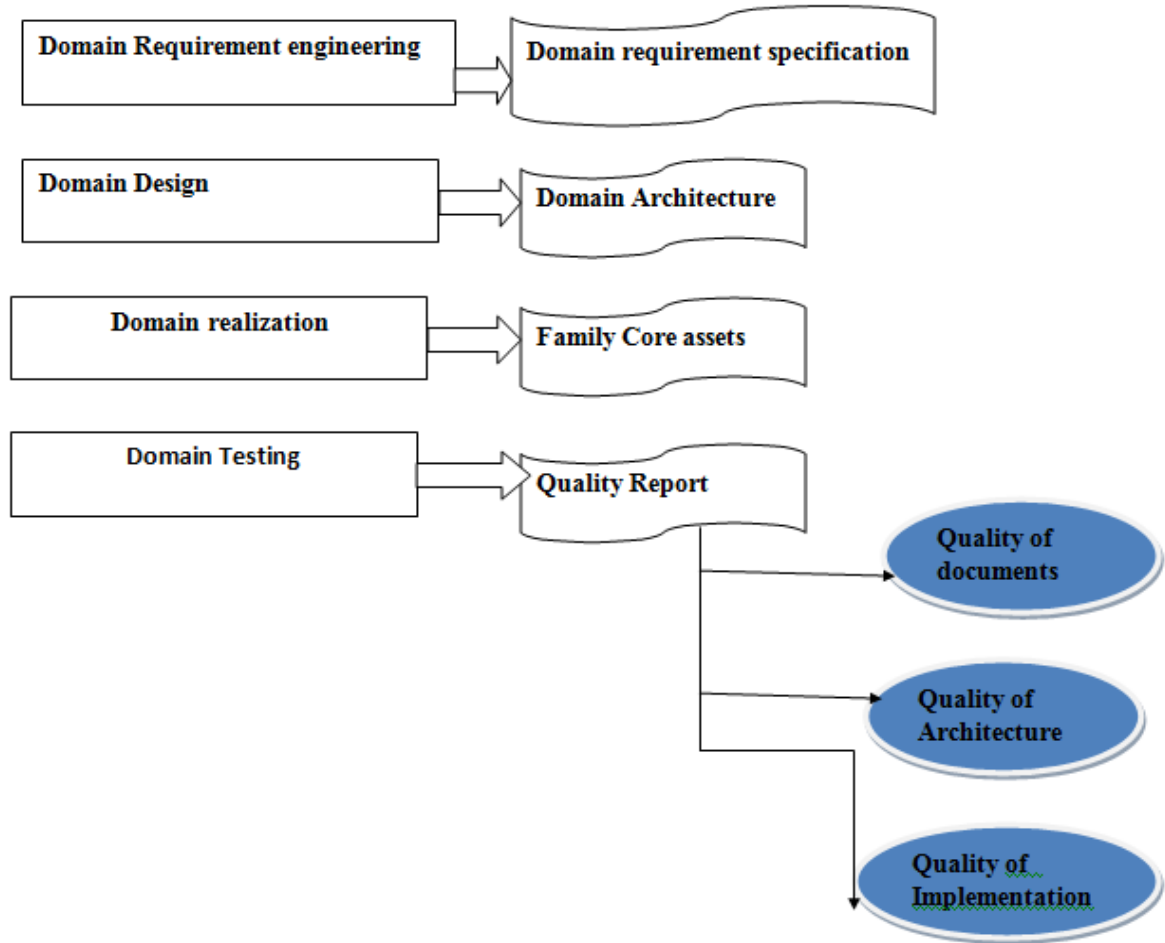 Domain Requirement engineering
Domain requirement specification
Domain Design
Domain Architecture
Domain realization
Family Core assets
Domain Testing
Quality Report
Quality of
documents
Quality of
Architecture
Quality of
Implementation